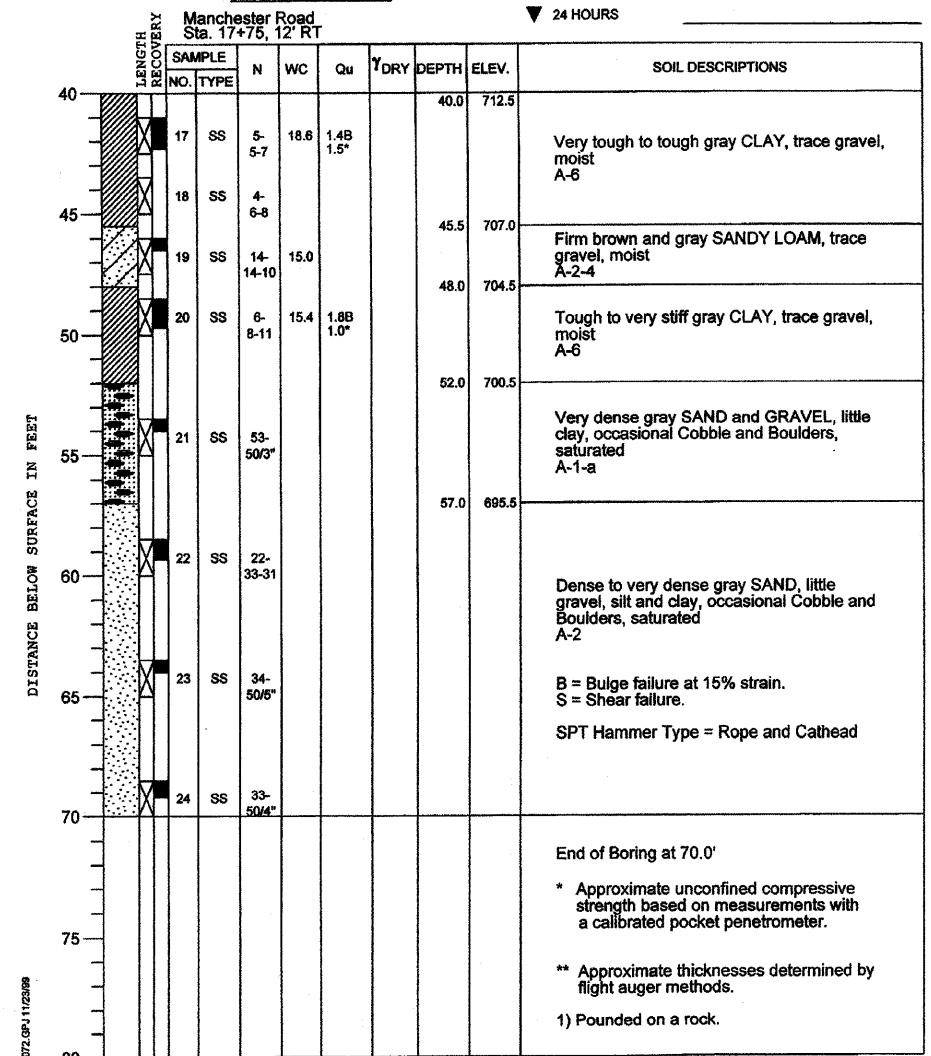 Manchester Road
Sta. 17+75, 12' RT
▼ 24 HOURS
LENGTH
RECOVERY
SAMPLE
NO. TYPE N WC Qu γDRY DEPTH ELEV. SOIL DESCRIPTIONS
40 40.0 712.5
17 SS 5- 18.6 1.4B
5-7 1.5*
Very tough to tough gray CLAY, trace gravel,
moist
A-6
18 SS 4-
6-8
45 45.5 707.0
19 SS 14- 15.0
14-10
Firm brown and gray SANDY LOAM, trace
gravel, moist
A-2-4
48.0 704.5
20 SS 6- 15.4 1.8B
8-11 1.0*
50
Tough to very stiff gray CLAY, trace gravel,
moist
A-6
52.0 700.5
21 SS 53-
50/3"
55
Very dense gray SAND and GRAVEL, little
clay, occasional Cobble and Boulders,
saturated
A-1-a
57.0 695.5
22 SS 22-
33-31
60
Dense to very dense gray SAND, little
gravel, silt and clay, occasional Cobble and
Boulders, saturated
A-2
23 SS 34-
50/5"
65
B = Bulge failure at 15% strain.
S = Shear failure.
SPT Hammer Type = Rope and Cathead
24 SS 33-
50/4"
70
End of Boring at 70.0'
* Approximate unconfined compressive
strength based on measurements with
a calibrated pocket penetrometer.
75
** Approximate thicknesses determined by
flight auger methods.
1) Pounded on a rock.
DISTANCE BELOW SURFACE IN FEET
072.GPJ 11/23/99